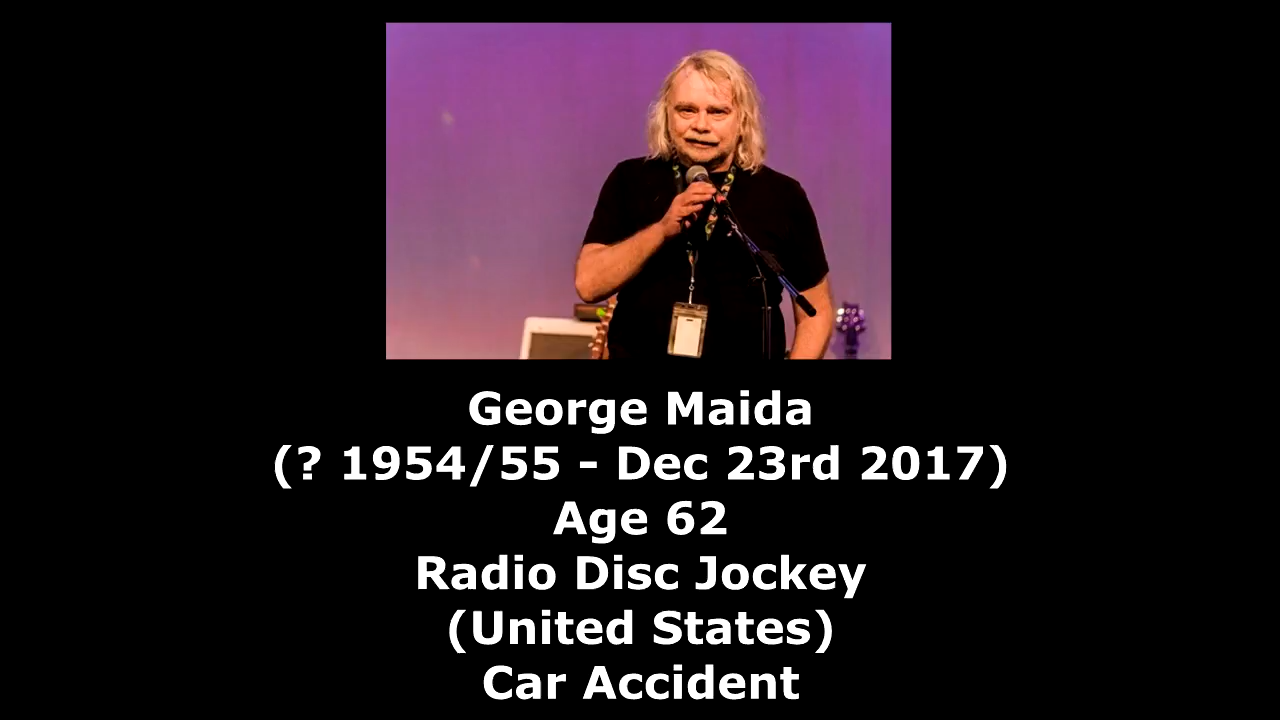 George Maida
(? 1954/55 - Dec 23rd 2017)
Age 62
Radio Disc Jockey
(United States)
Car Accident